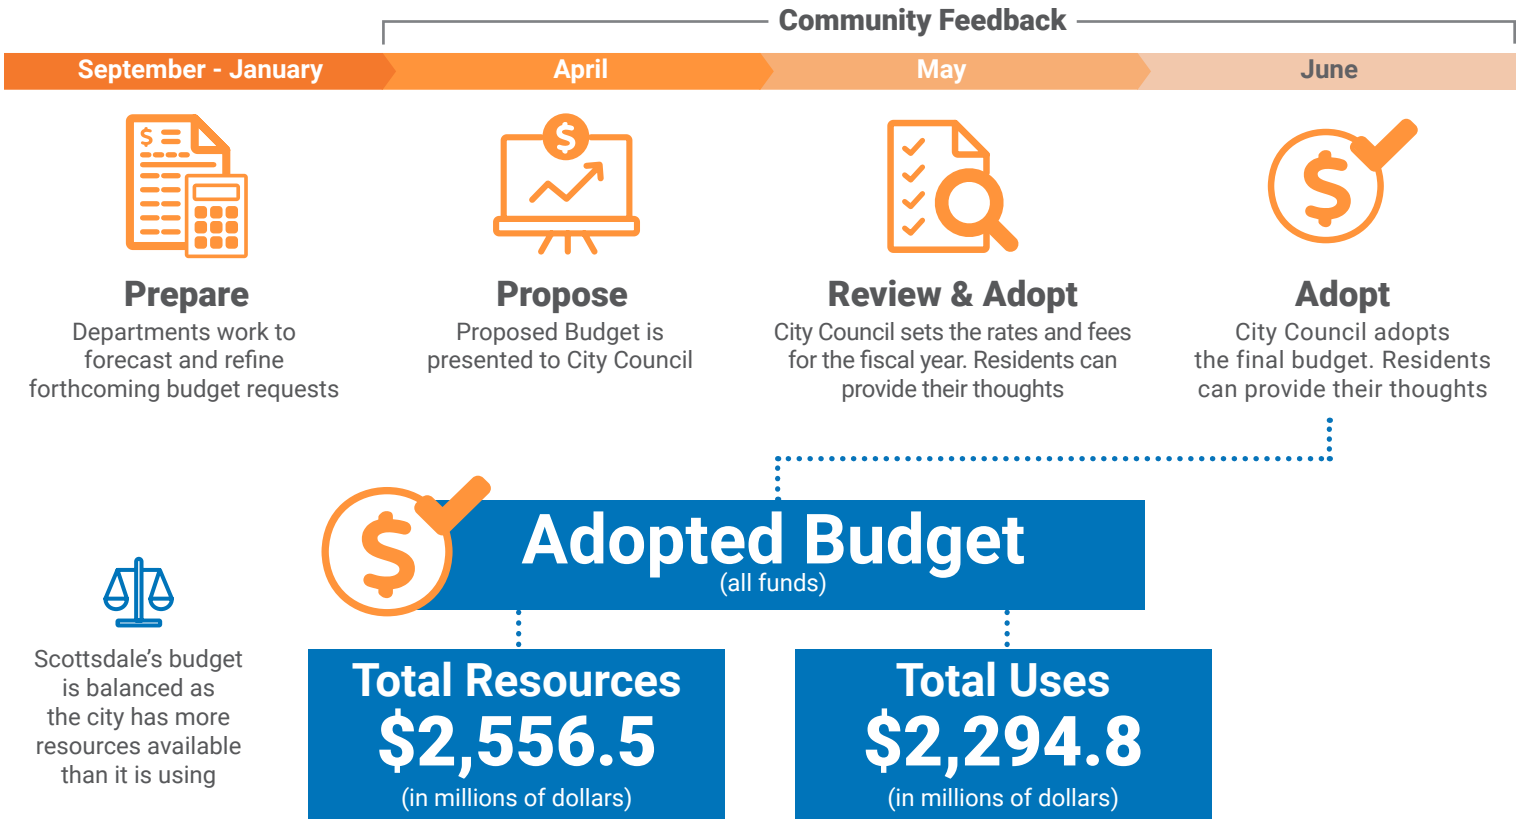 Community Feedback
September - January
April
May
June
$
$
$
Prepare
Departments work to
forecast and refine
forthcoming budget requests
Propose
Proposed Budget is
presented to City Council
Review & Adopt
City Council sets the rates and fees
for the fiscal year. Residents can
provide their thoughts
Adopt
City Council adopts
the final budget. Residents
can provide their thoughts
$
Adopted Budget
(all funds)
Scottsdale's budget
is balanced as
the city has more
resources available
than it is using
Total Resources
$2,556.5
(in millions of dollars)
Total Uses
$2,294.8
(in millions of dollars)